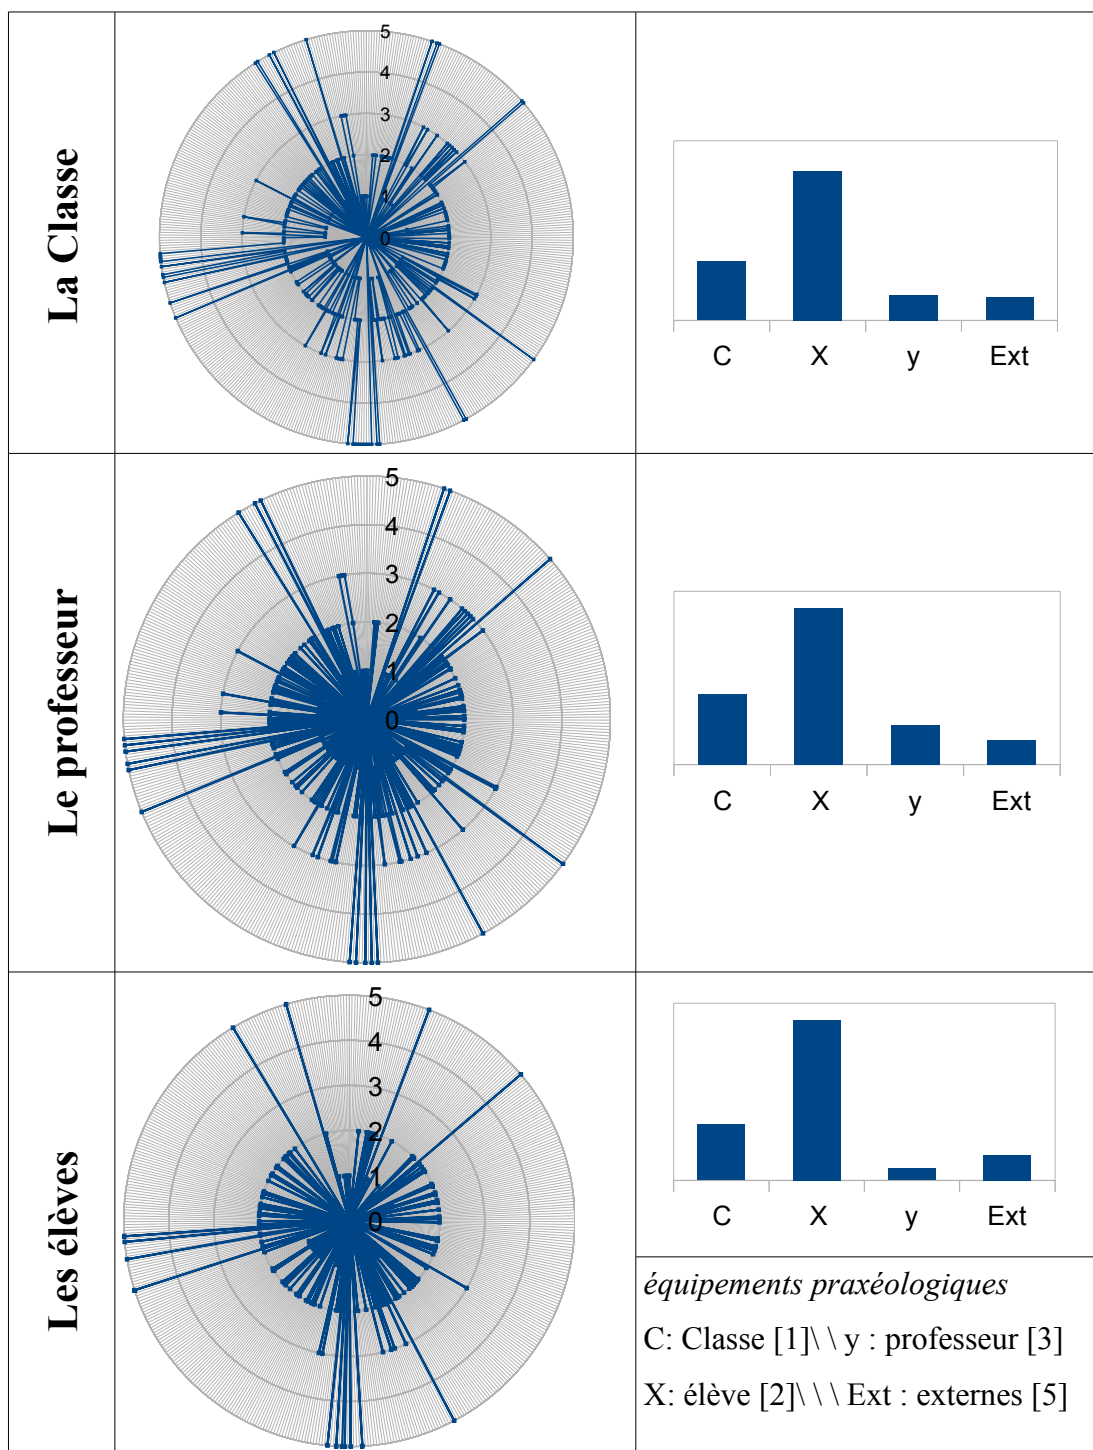 La Classe
5
4
3
2
1
0
C X y Ext
Le professeur
5
4
3
2
1
0
C X y Ext
Les élèves
5
4
3
2
1
0
C X y Ext
équipements praxéologiques
C: Classe [1]\ \ y : professeur [3]
X: élève [2]\ \ \ Ext : externes [5]